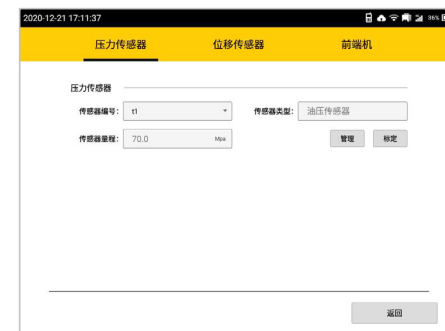 2020-12-21 17:11:37 36%
压力传感器 位移传感器 前端机
压力传感器
传感器编号: t1 传感器类型: 油压传感器
传感器量程: 70.0 Mpa 管理 标定
返回